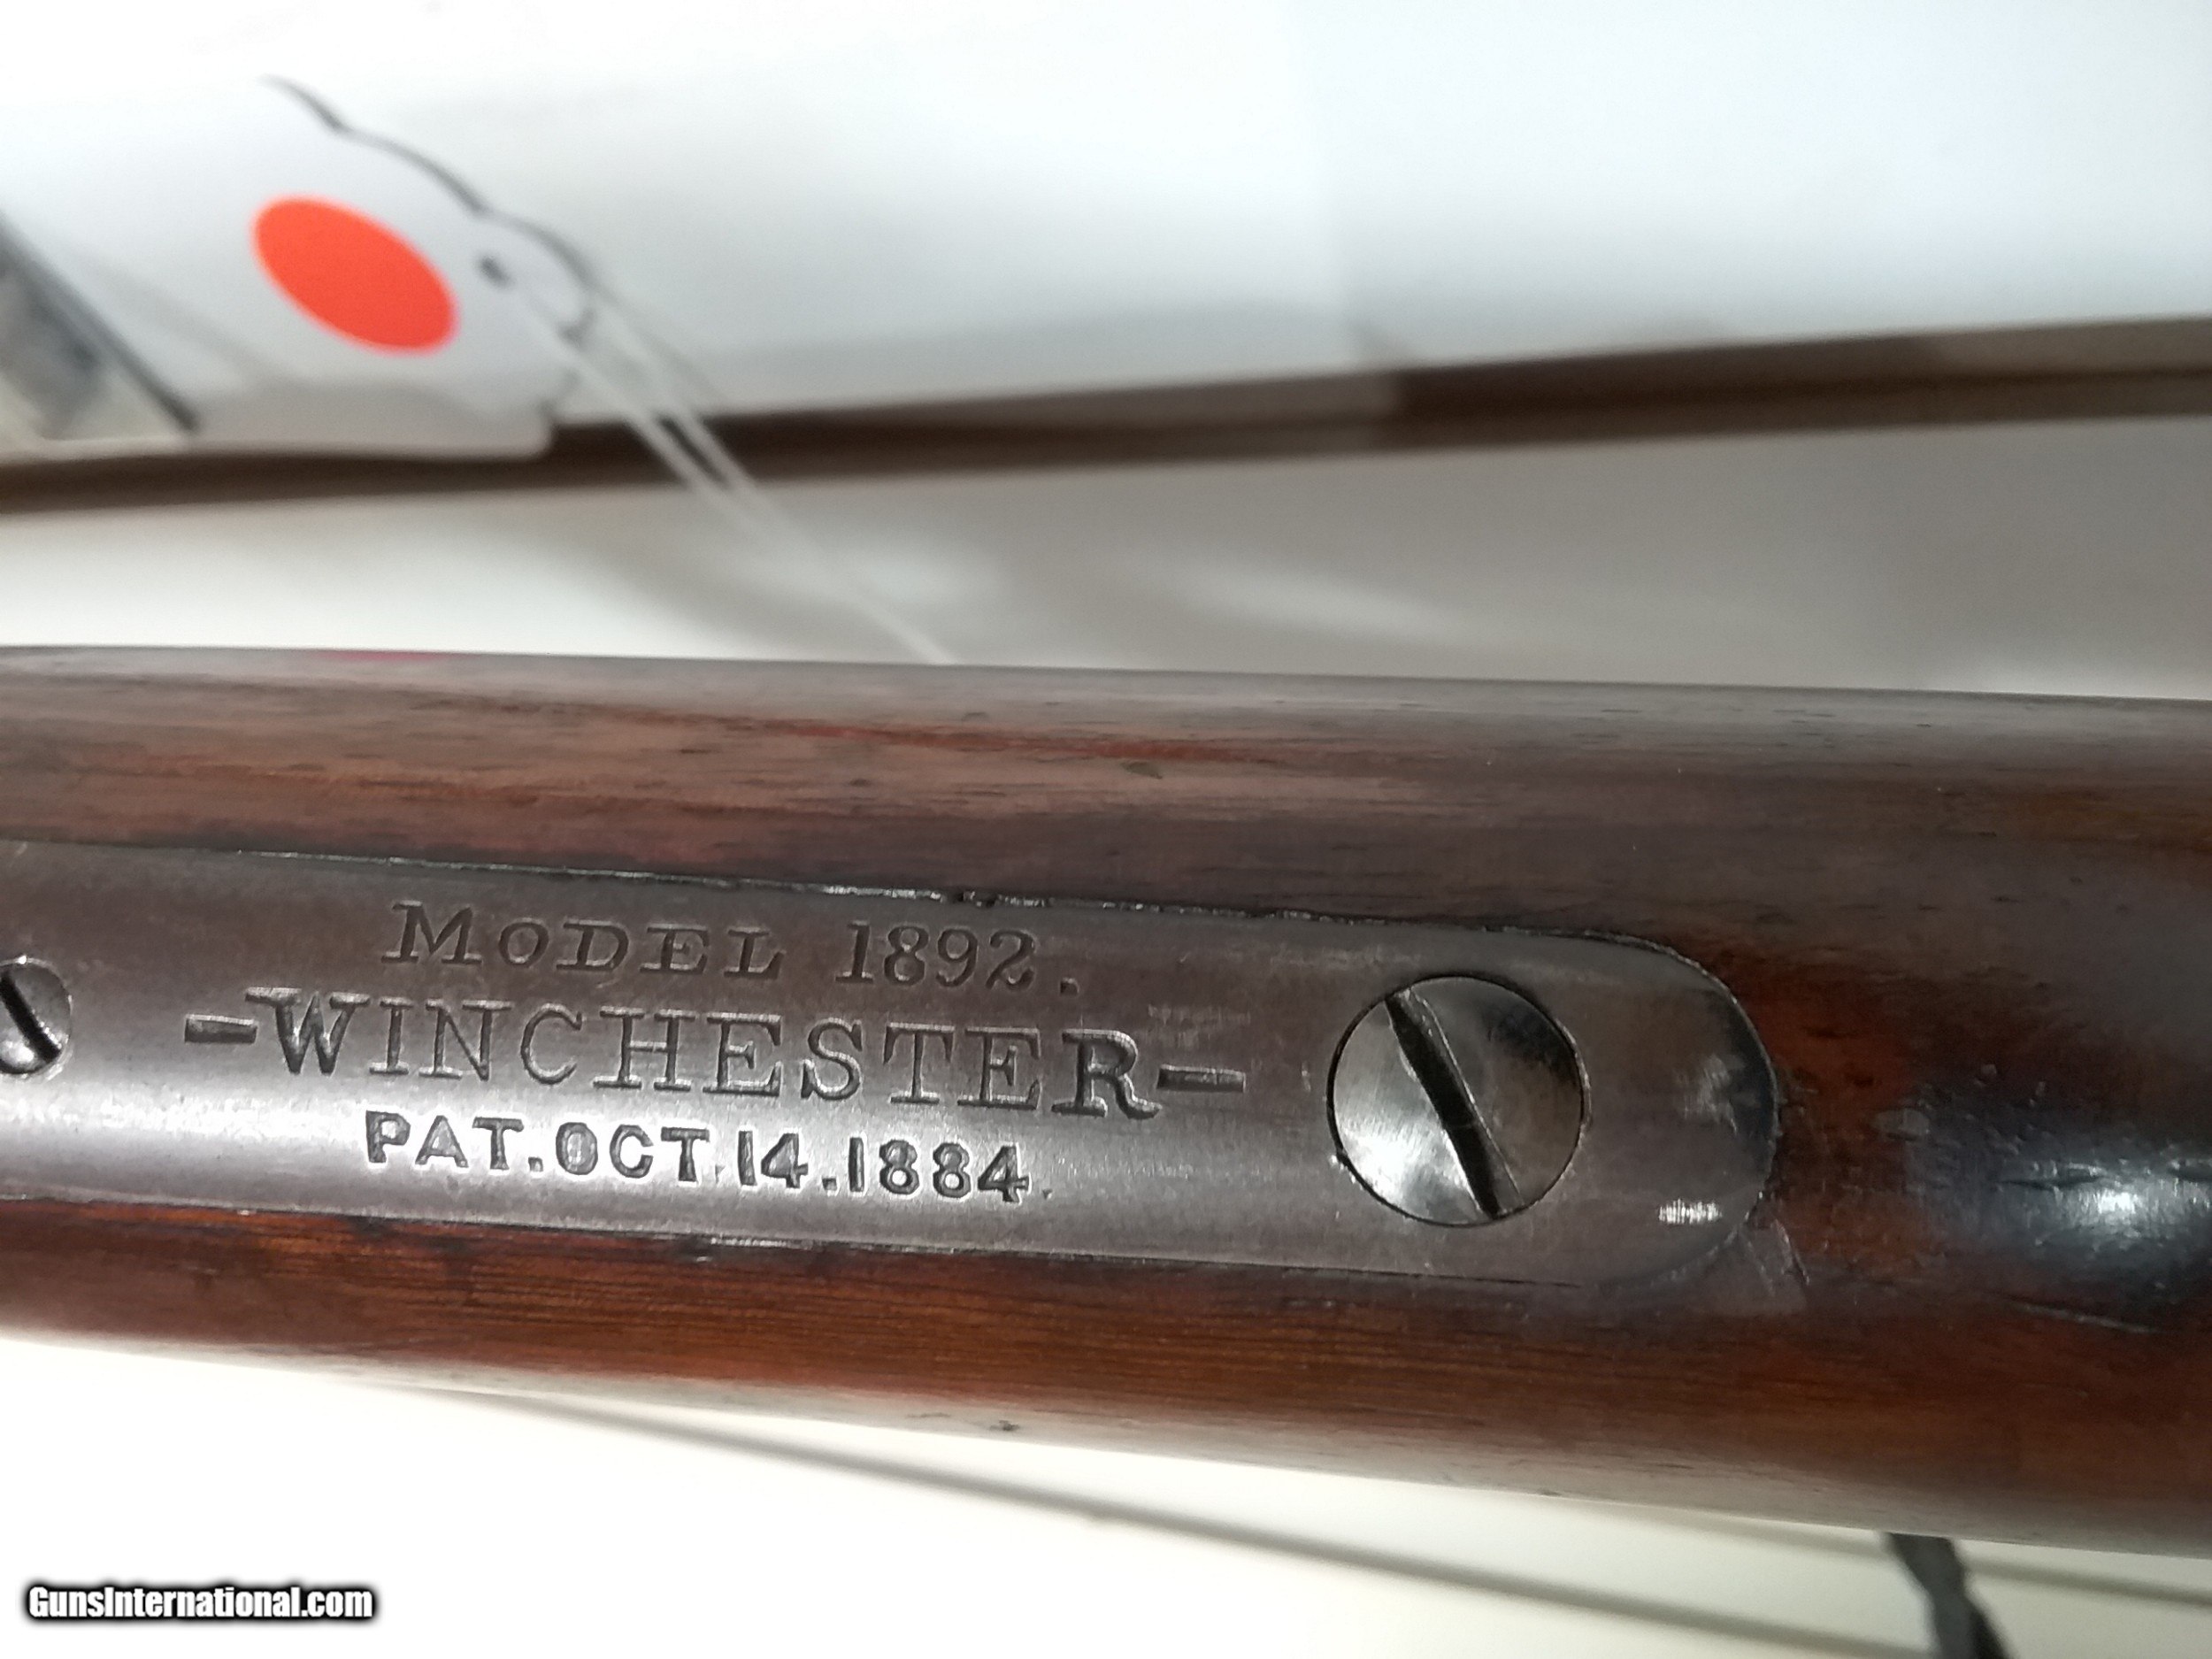 MODEL 1892.
-WINCHESTER-
PAT. OCT. 14. 1884.
GunsInternational.com